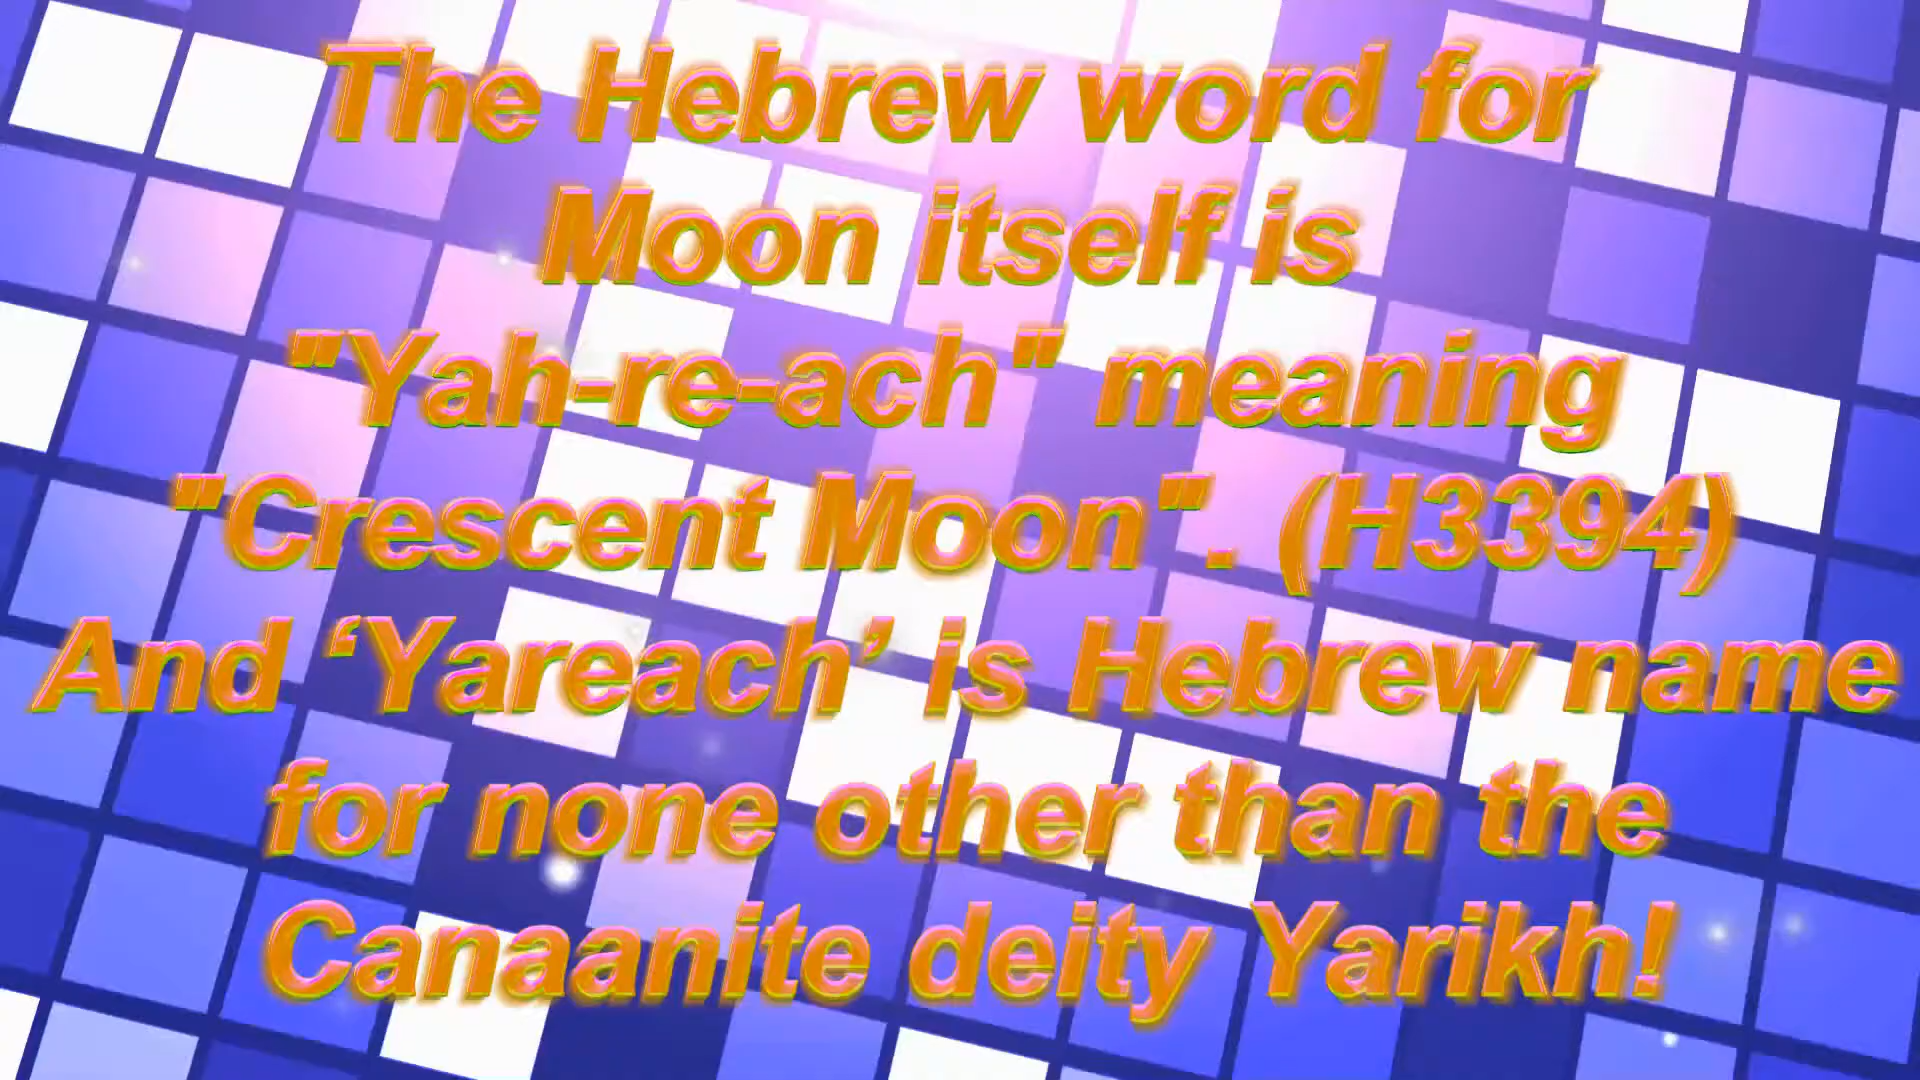 The Hebrew word for
Moon itself is
"Yah-re-ach" meaning
"Crescent Moon". (H3394)
And ‘Yareach’ is Hebrew name
for none other than the
Canaanite deity Yarikh!